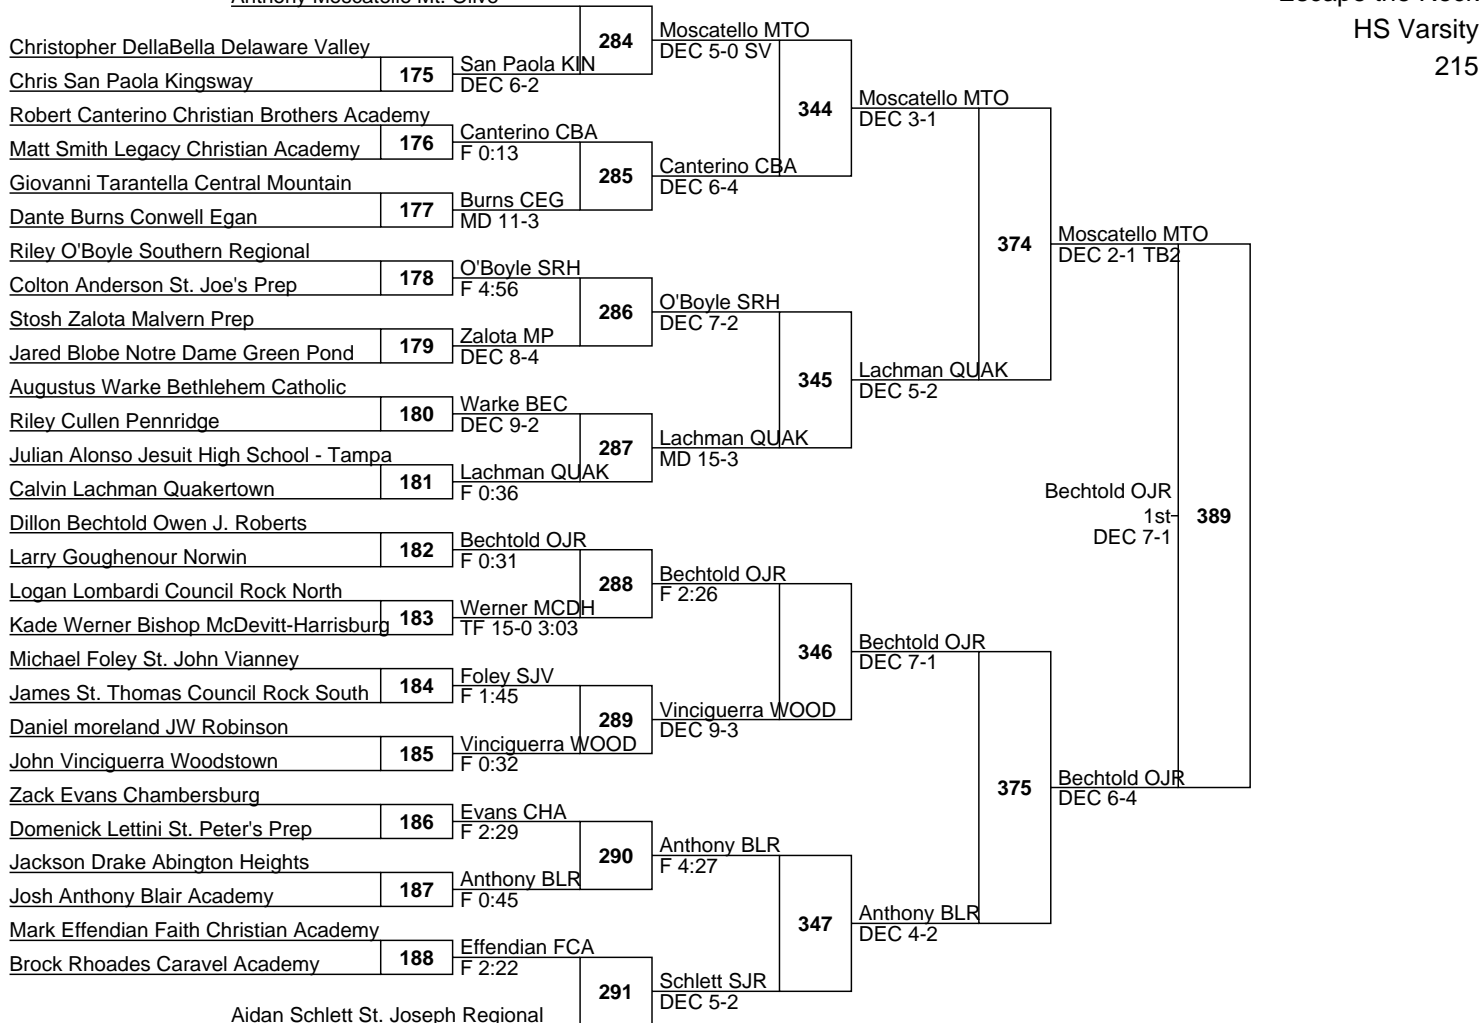 Anthony Moscatello Mt. Olive
Escape the Rock
HS Varsity
215
284
Moscatello MTO
DEC 5-0 SV
Christopher DellaBella Delaware Valley
Chris San Paola Kingsway
175
San Paola KIN
DEC 6-2
344
Moscatello MTO
DEC 3-1
Robert Canterino Christian Brothers Academy
Matt Smith Legacy Christian Academy
176
Canterino CBA
F 0:13
285
Canterino CBA
DEC 6-4
Giovanni Tarantella Central Mountain
Dante Burns Conwell Egan
177
Burns CEG
MD 11-3
374
Moscatello MTO
DEC 2-1 TB2
Riley O'Boyle Southern Regional
Colton Anderson St. Joe's Prep
178
O'Boyle SRH
F 4:56
286
O'Boyle SRH
DEC 7-2
Stosh Zalota Malvern Prep
Jared Blobe Notre Dame Green Pond
179
Zalota MP
DEC 8-4
345
Lachman QUAK
DEC 5-2
Augustus Warke Bethlehem Catholic
Riley Cullen Pennridge
180
Warke BEC
DEC 9-2
287
Lachman QUAK
MD 15-3
Julian Alonso Jesuit High School - Tampa
Calvin Lachman Quakertown
181
Lachman QUAK
F 0:36
Bechtold OJR
1st
DEC 7-1
389
Dillon Bechtold Owen J. Roberts
Larry Goughenour Norwin
182
Bechtold OJR
F 0:31
288
Bechtold OJR
F 2:26
Logan Lombardi Council Rock North
Kade Werner Bishop McDevitt-Harrisburg
183
Werner MCDH
TF 15-0 3:03
346
Bechtold OJR
DEC 7-1
Michael Foley St. John Vianney
James St. Thomas Council Rock South
184
Foley SJV
F 1:45
289
Vinciguerra WOOD
DEC 9-3
Daniel moreland JW Robinson
John Vinciguerra Woodstown
185
Vinciguerra WOOD
F 0:32
375
Bechtold OJR
DEC 6-4
Zack Evans Chambersburg
Domenick Lettini St. Peter's Prep
186
Evans CHA
F 2:29
290
Anthony BLR
F 4:27
Jackson Drake Abington Heights
Josh Anthony Blair Academy
187
Anthony BLR
F 0:45
347
Anthony BLR
DEC 4-2
Mark Effendian Faith Christian Academy
Brock Rhoades Caravel Academy
188
Effendian FCA
F 2:22
291
Schlett SJR
DEC 5-2
Aidan Schlett St. Joseph Regional